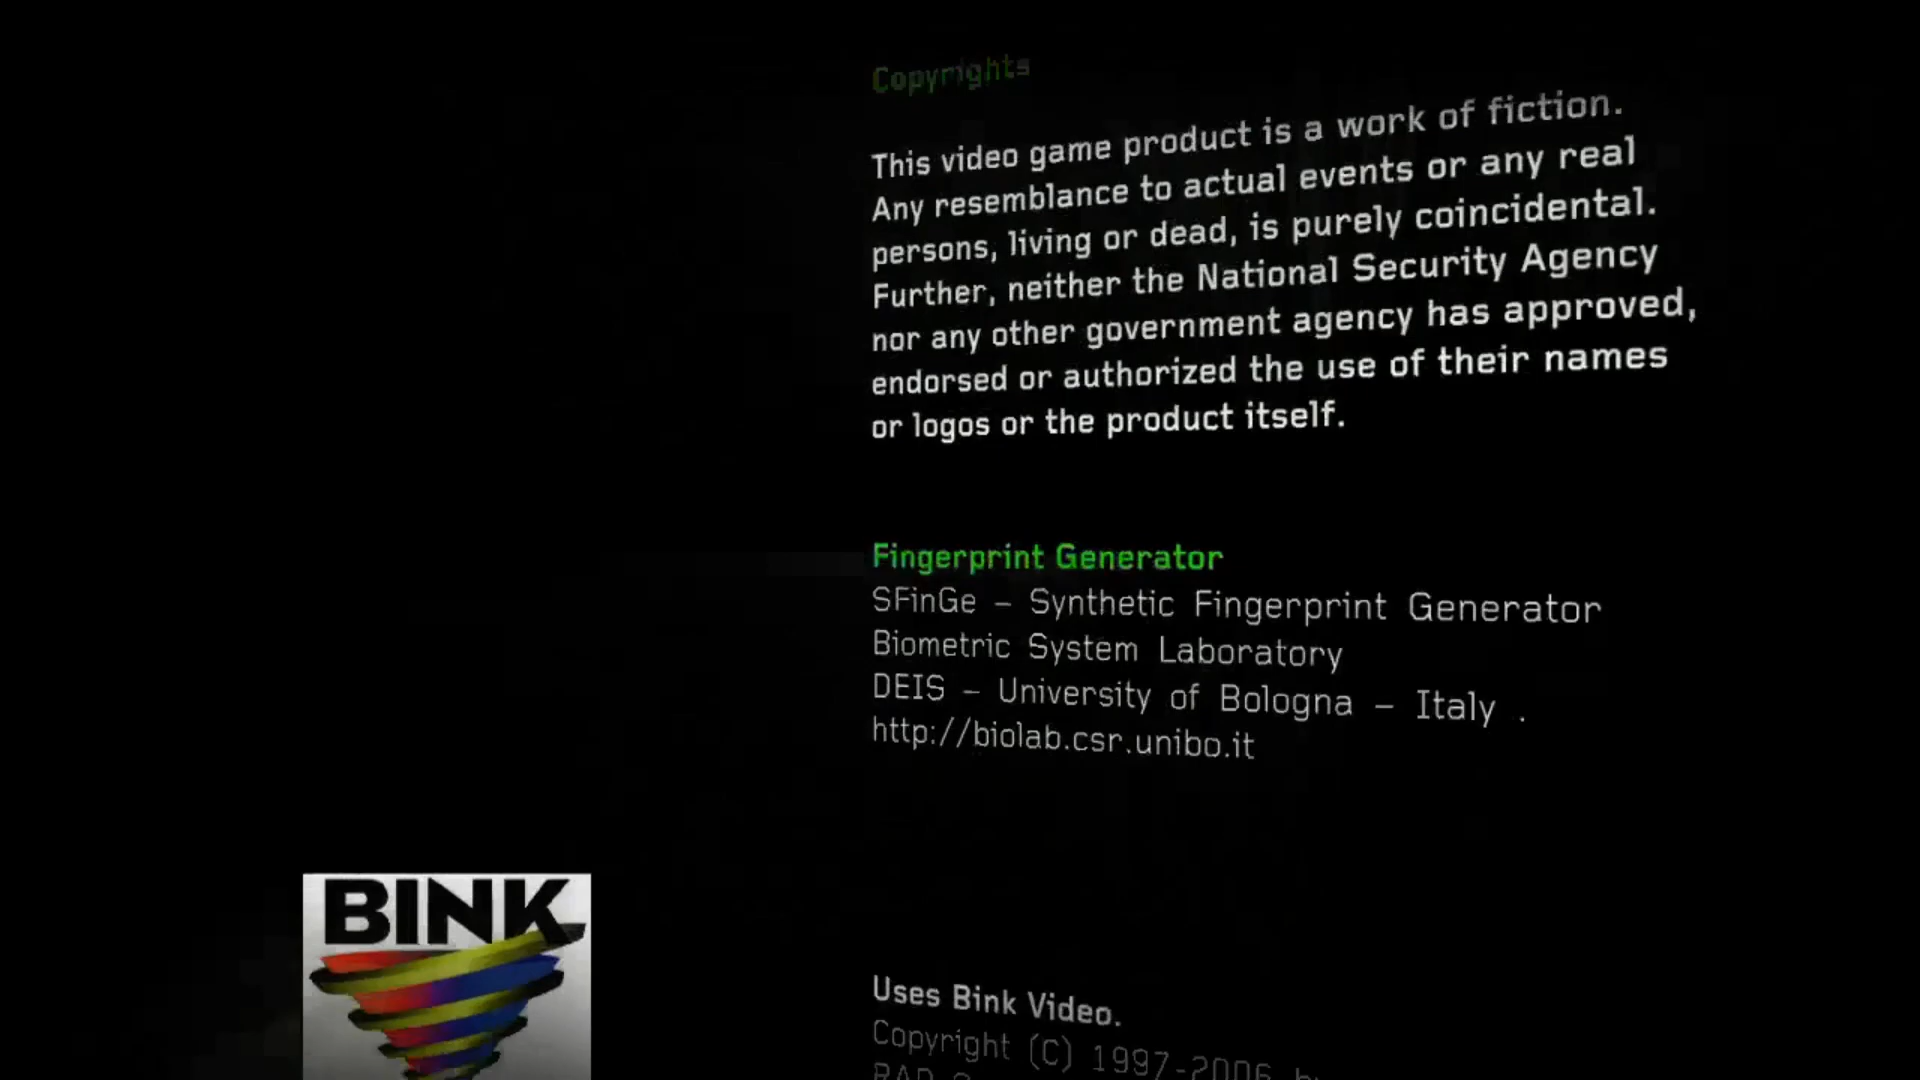 Copyrights
This video game product is a work of fiction.
Any resemblance to actual events or any real
persons, living or dead, is purely coincidental.
Further, neither the National Security Agency
nor any other government agency has approved,
endorsed or authorized the use of their names
or logos or the product itself.
Fingerprint Generator
SFinGe – Synthetic Fingerprint Generator
Biometric System Laboratory
DEIS – University of Bologna – Italy .
http://biolab.csr.unibo.it
BINK
Uses Bink Video.
Copyright (C) 1997-2006 by
RAD